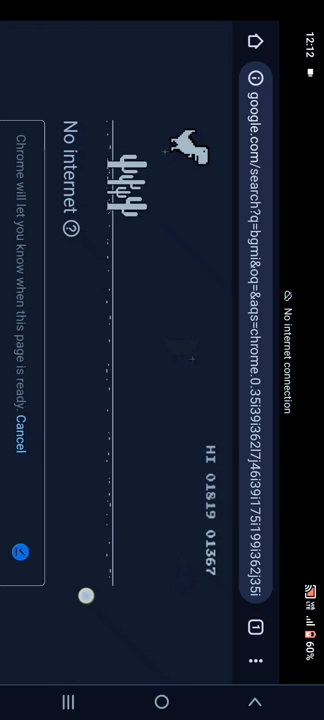 12:12
No internet connection
60%
google.com/search?q=bgmi&oq=&aqs=chrome.0.35i39i362l7j46i39i175i199i362j35i
1
HI 01819 01367
No internet
Chrome will let you know when this page is ready. Cancel